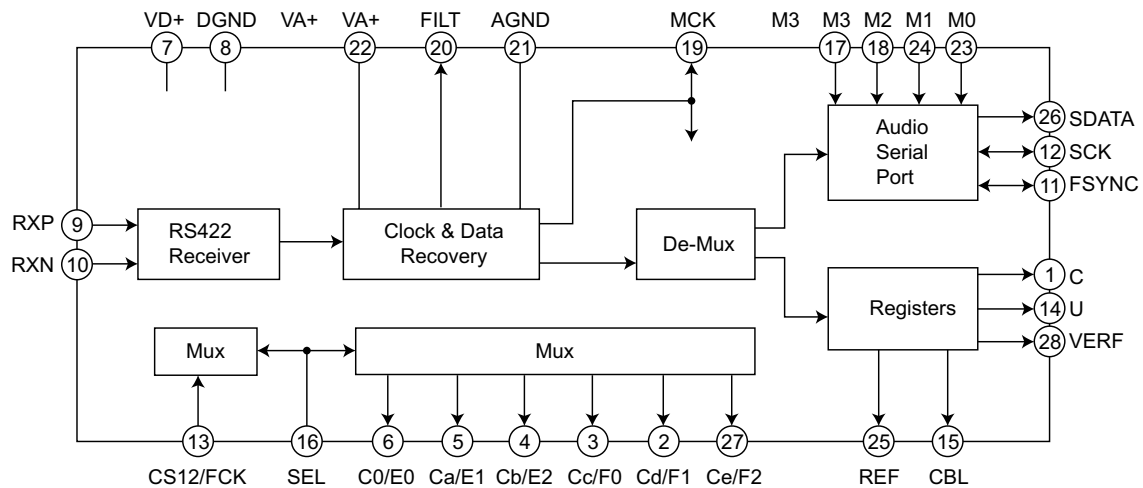 VD+ DGND VA+ VA+ FILT AGND MCK M3 M3 M2 M1 M0
7 8 22 20 21 19 17 18 24 23
Audio
Serial
Port
26 SDATA
12 SCK
11 FSYNC
RXP 9
RXN 10
RS422
Receiver
Clock & Data
Recovery
De-Mux
Registers
1 C
14 U
28 VERF
Mux
Mux
13 16 6 5 4 3 2 27 25 15
CS12/FCK SEL C0/E0 Ca/E1 Cb/E2 Cc/F0 Cd/F1 Ce/F2 REF CBL